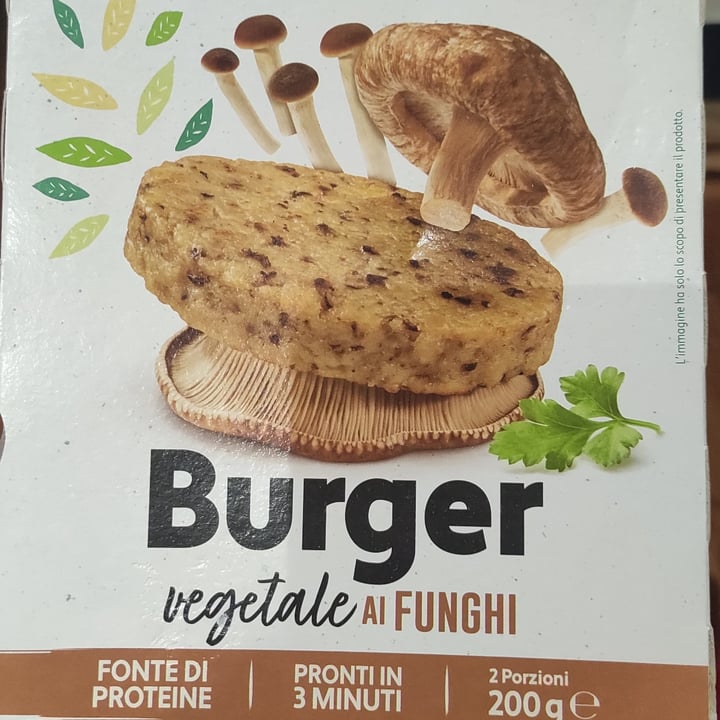 L'immagine ha solo lo scopo di presentare il prodotto.
Burger
vegetale AI FUNGHI
FONTE DI
PROTEINE
PRONTI IN
3 MINUTI
2 Porzioni
200 g ℮